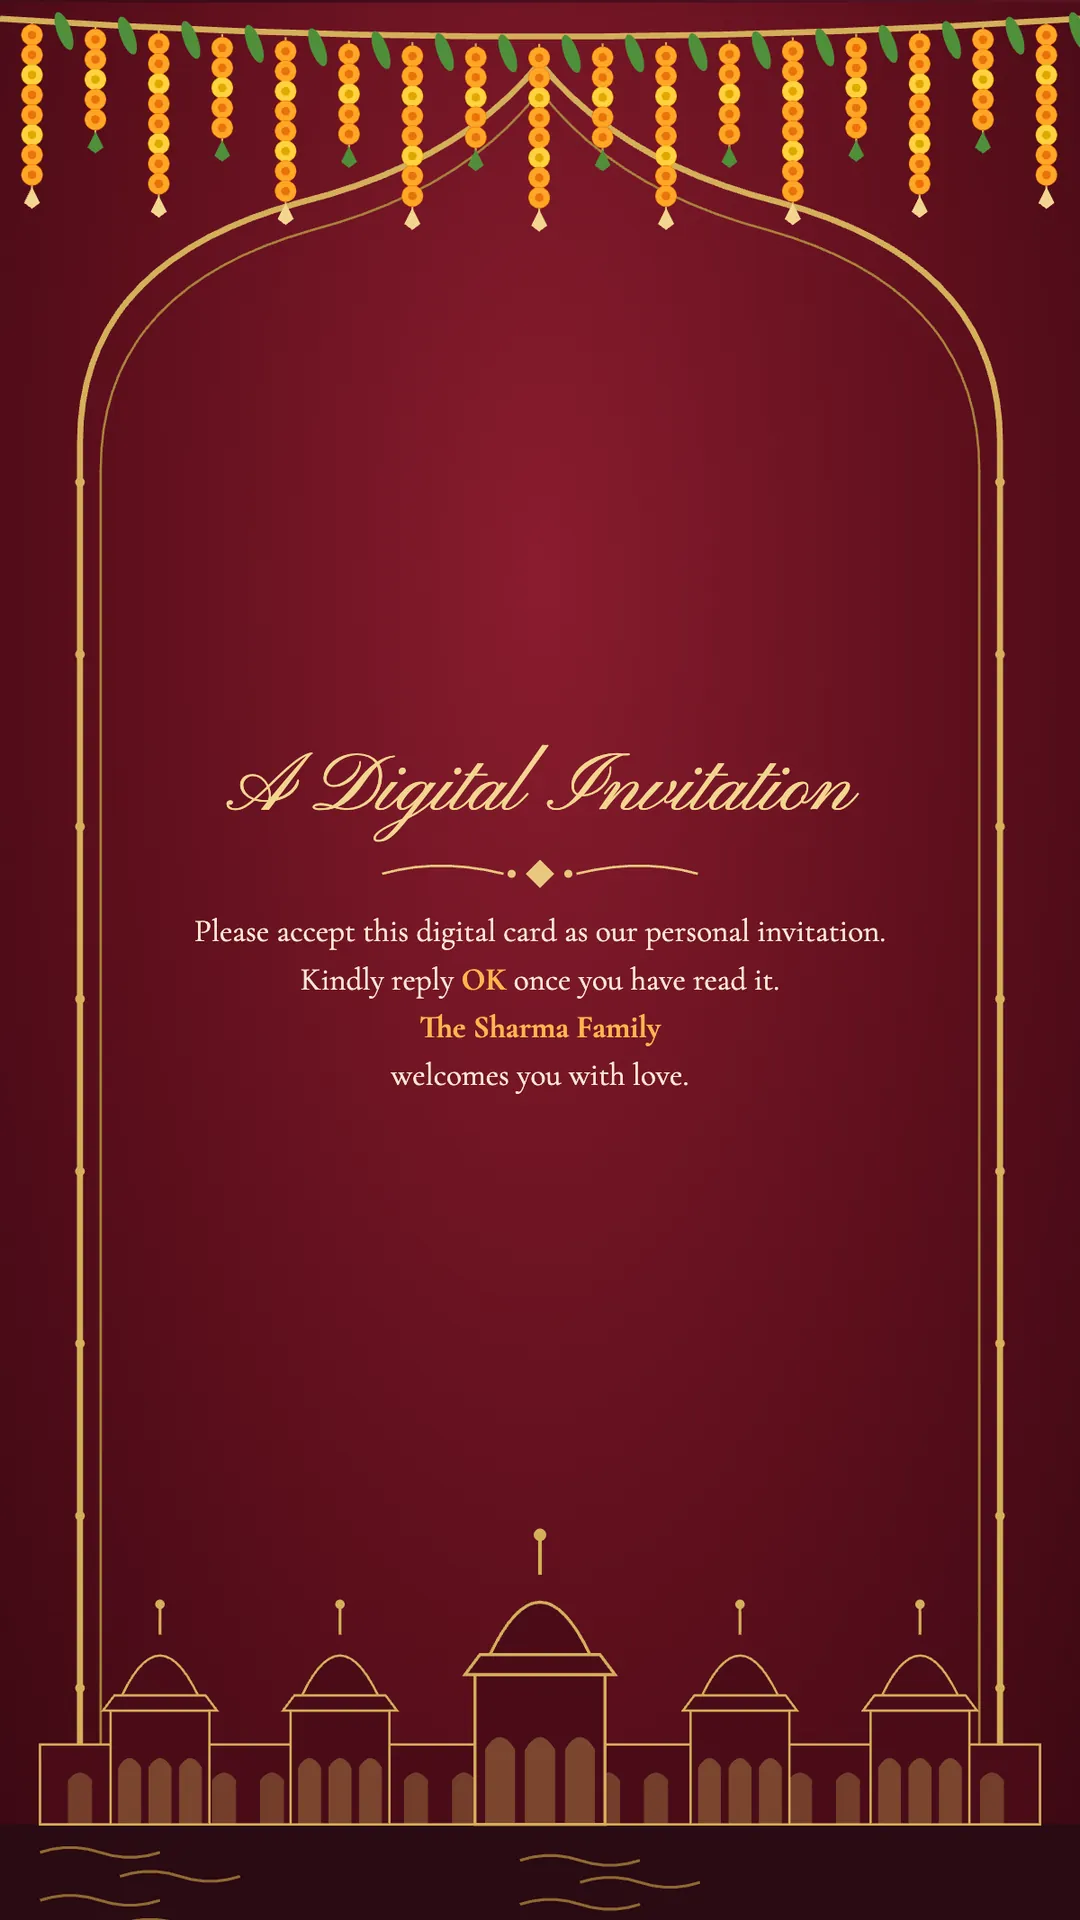 A Digital Invitation
Please accept this digital card as our personal invitation.
Kindly reply OK once you have read it.
The Sharma Family
welcomes you with love.